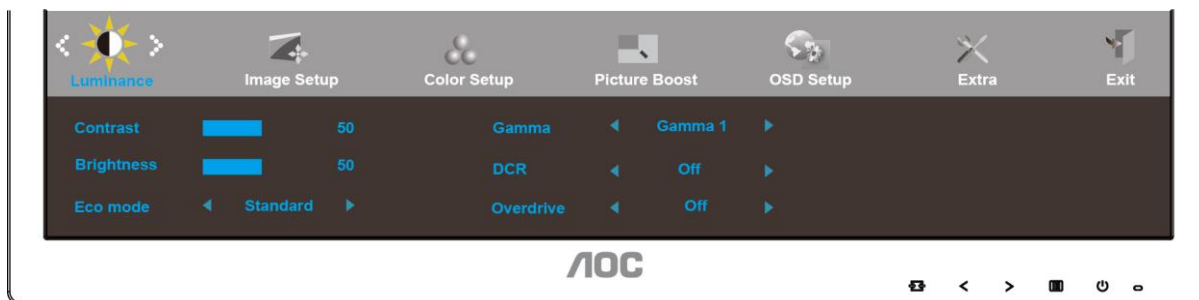 Luminance Image Setup Color Setup Picture Boost OSD Setup Extra Exit
Contrast 50 Gamma Gamma 1
Brightness 50 DCR Off
Eco mode Standard Overdrive Off
AOC